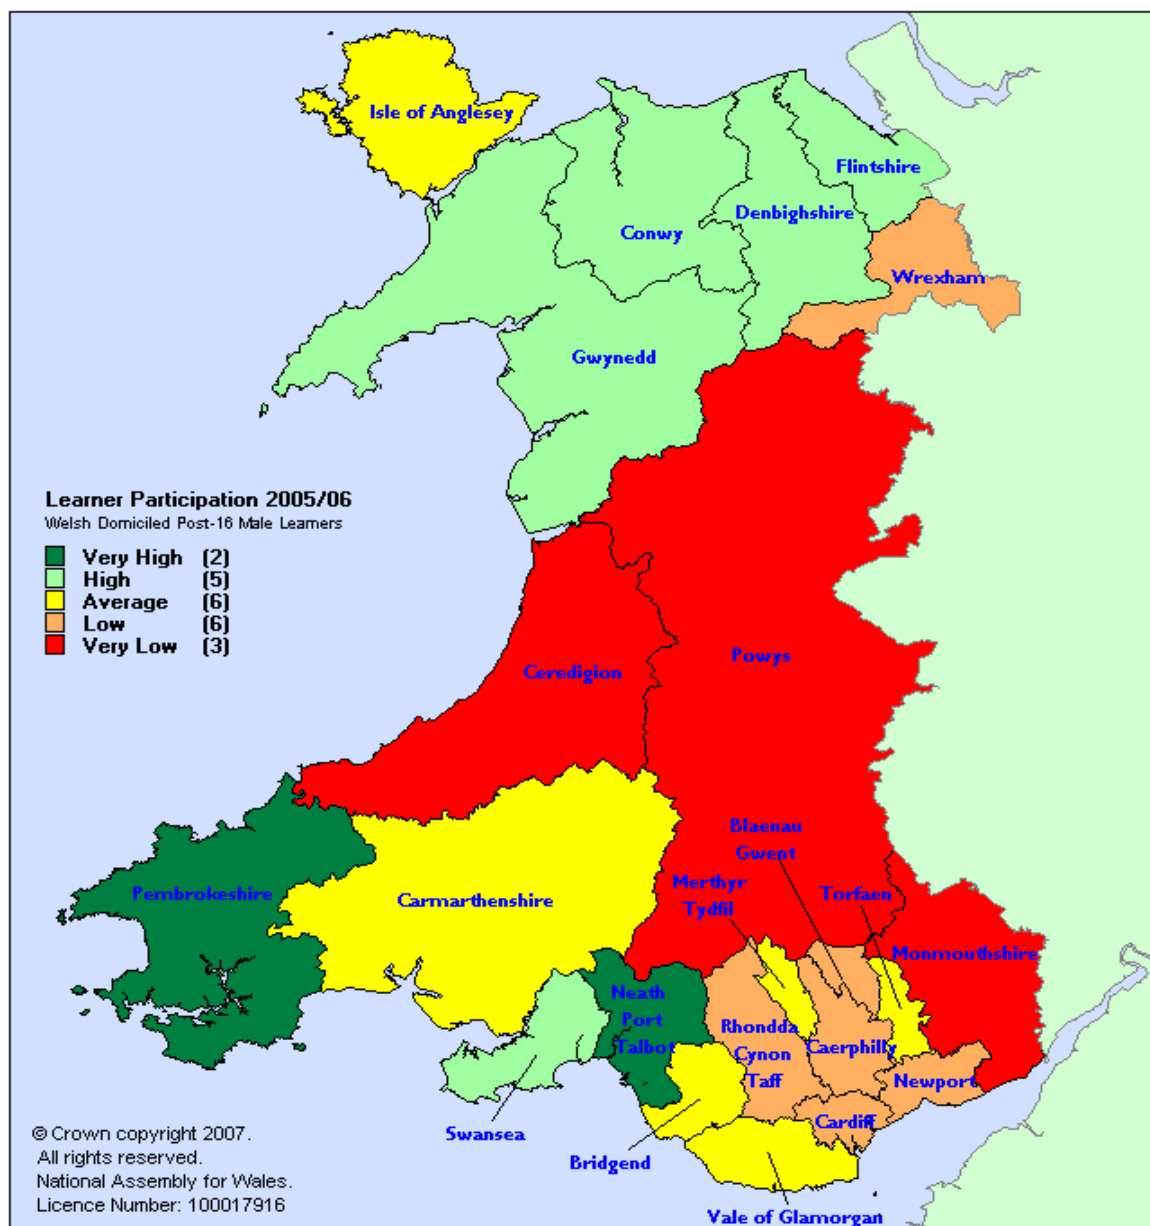 Isle of Anglesey
Flintshire
Denbighshire
Conwy
Wrexham
Gwynedd
Learner Participation 2005/06
Welsh Domiciled Post-16 Male Learners
Very High (2)
High (5)
Average (6)
Low (6)
Very Low (3)
Powys
Ceredigion
Blaenau
Gwent
Merthyr
Tydfil
Torfaen
Pembrokeshire
Carmarthenshire
Monmouthshire
Neath
Port
Talbot
Rhondda
Cynon
Taff
Caerphilly
Newport
Cardiff
Swansea
Bridgend
Vale of Glamorgan
© Crown copyright 2007.
All rights reserved.
National Assembly for Wales.
Licence Number: 100017916